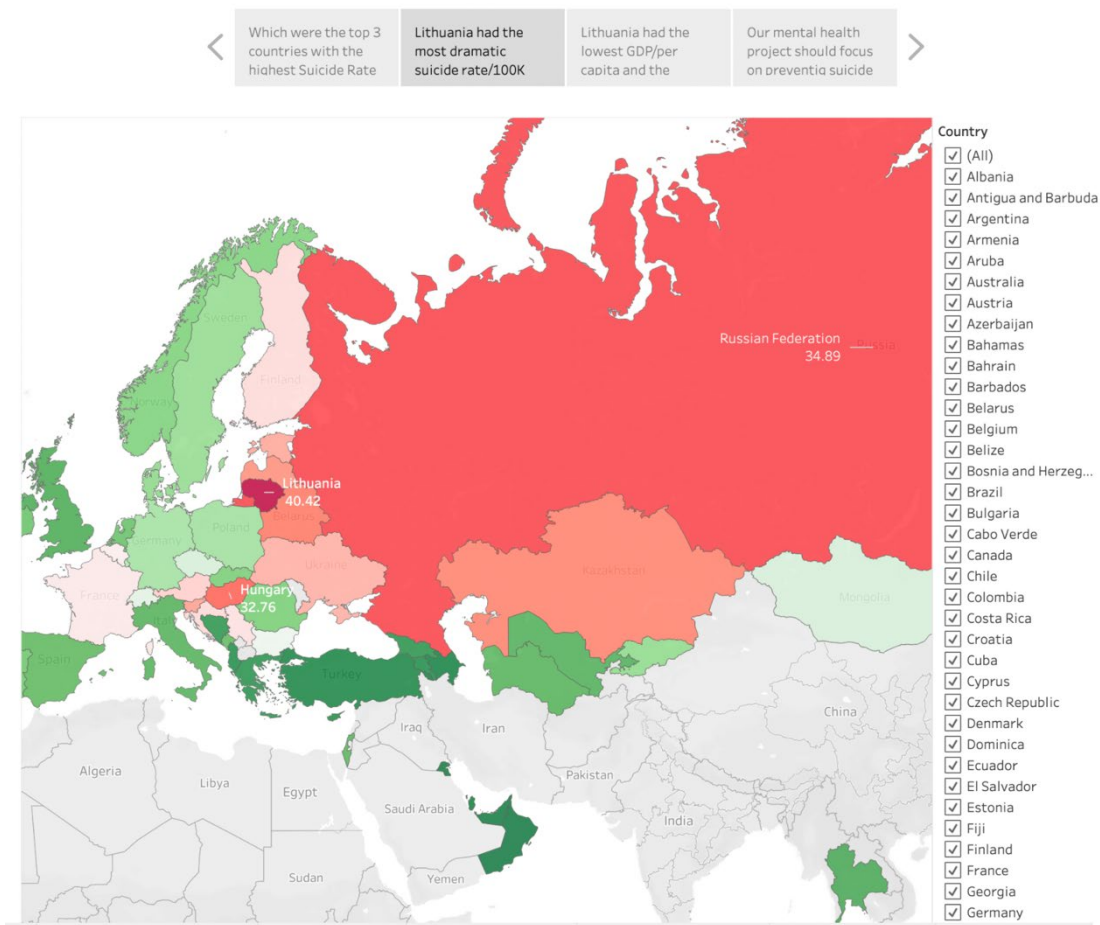 Which were the top 3
countries with the
highest Suicide Rate
Lithuania had the
most dramatic
suicide rate/100K
Lithuania had the
lowest GDP/per
capita and the
Our mental health
project should focus
on preventig suicide
Sweden
Finland
Norway
Russian Federation
34.89
Russia
Lithuania
40.42
Belarus
Poland
Germany
Ukraine
Kazakhstan
France
Hungary
32.76
Mongolia
Italy
Spain
Turkey
China
Iraq
Iran
Algeria
Libya
Egypt
Pakistan
Saudi Arabia
India
Sudan
Yemen
Country
(All)
Albania
Antigua and Barbuda
Argentina
Armenia
Aruba
Australia
Austria
Azerbaijan
Bahamas
Bahrain
Barbados
Belarus
Belgium
Belize
Bosnia and Herzeg...
Brazil
Bulgaria
Cabo Verde
Canada
Chile
Colombia
Costa Rica
Croatia
Cuba
Cyprus
Czech Republic
Denmark
Dominica
Ecuador
El Salvador
Estonia
Fiji
Finland
France
Georgia
Germany